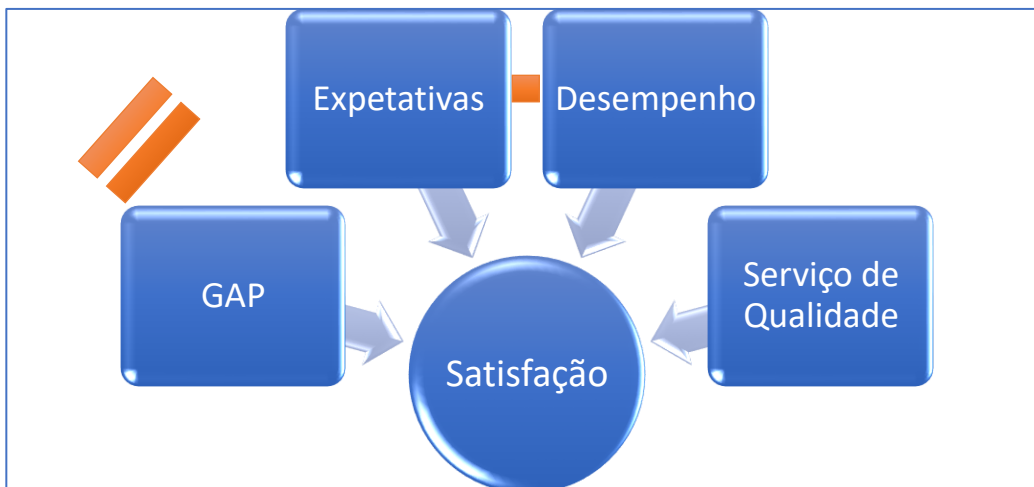 Expetativas
Desempenho
GAP
Serviço de
Qualidade
Satisfação